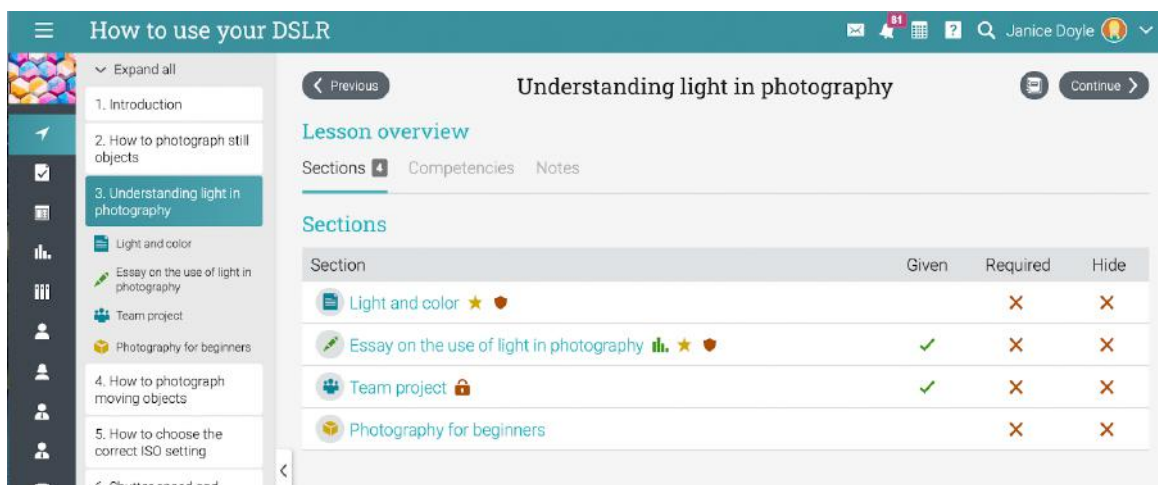 How to use your DSLR
81
?
Janice Doyle
Expand all
1. Introduction
2. How to photograph still
objects
3. Understanding light in
photography
Light and color
Essay on the use of light in
photography
Team project
Photography for beginners
4. How to photograph
moving objects
5. How to choose the
correct ISO setting
Previous
Understanding light in photography
Continue
Lesson overview
Sections 4 Competencies Notes
Sections
Section Given Required Hide
Light and color
Essay on the use of light in photography
Team project
Photography for beginners